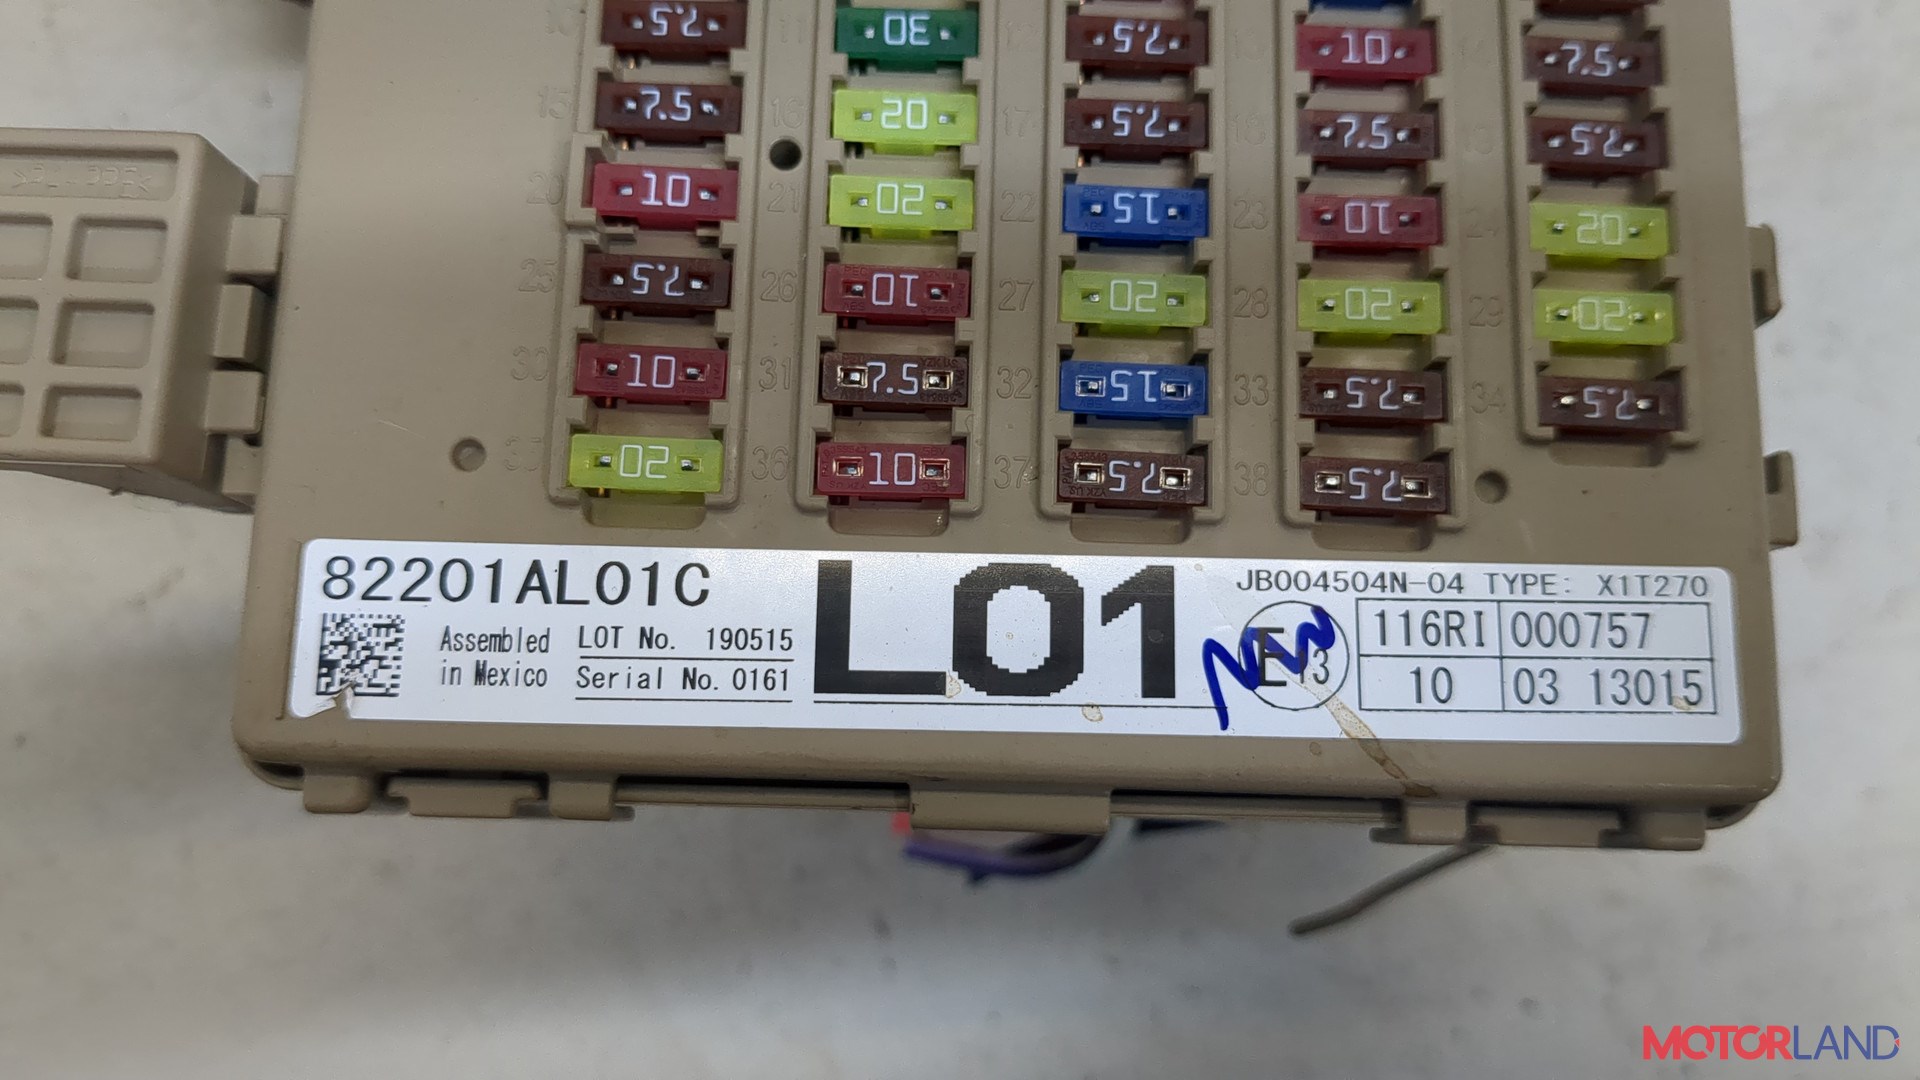 7.5 11 30 7.5 10 7.5
15 7.5 16 20 17 7.5 18 7.5 7.5
20 10 21 20 22 15 23 10 24 20
25 7.5 26 10 27 20 28 20 29 20
30 10 31 7.5 32 15 33 7.5 34 7.5
35 20 36 10 37 7.5 38 7.5
82201AL01C
Assembled
in Mexico
LOT No. 190515
Serial No. 0161
L01
JB004504N-04 TYPE: X1T270
E13
116RI 000757
10 03 13015
MOTORLAND